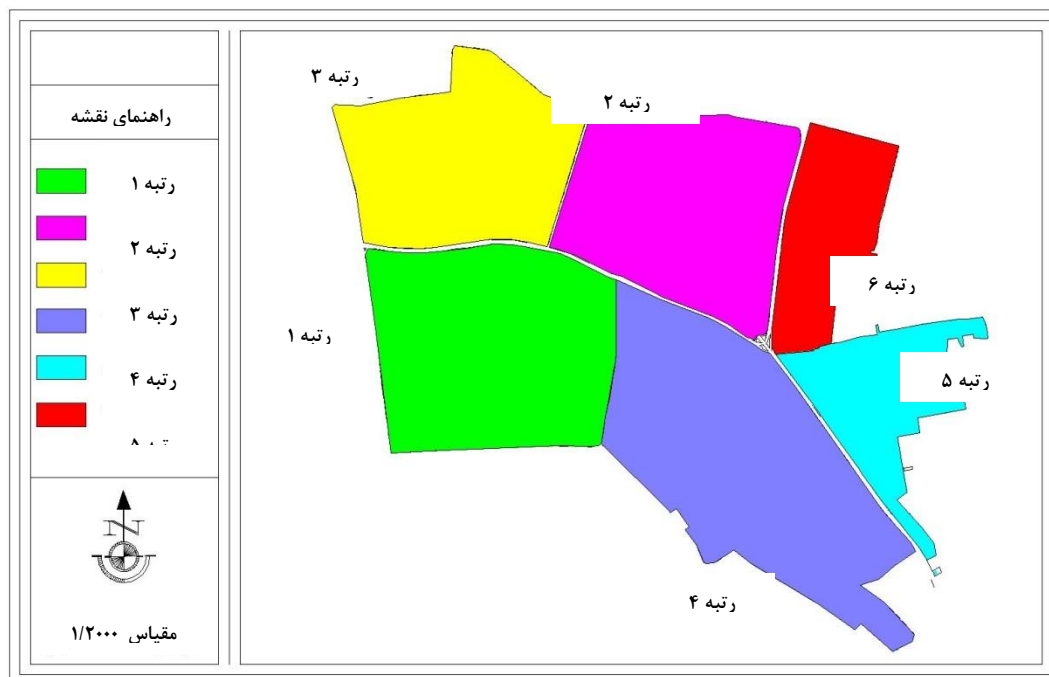 راهنمای نقشه
رتبه ۱
رتبه ۲
رتبه ۳
رتبه ۴
مقیاس ۱/۲۰۰۰
رتبه ۳
رتبه ۲
رتبه ۶
رتبه ۱
رتبه ۵
رتبه ۴